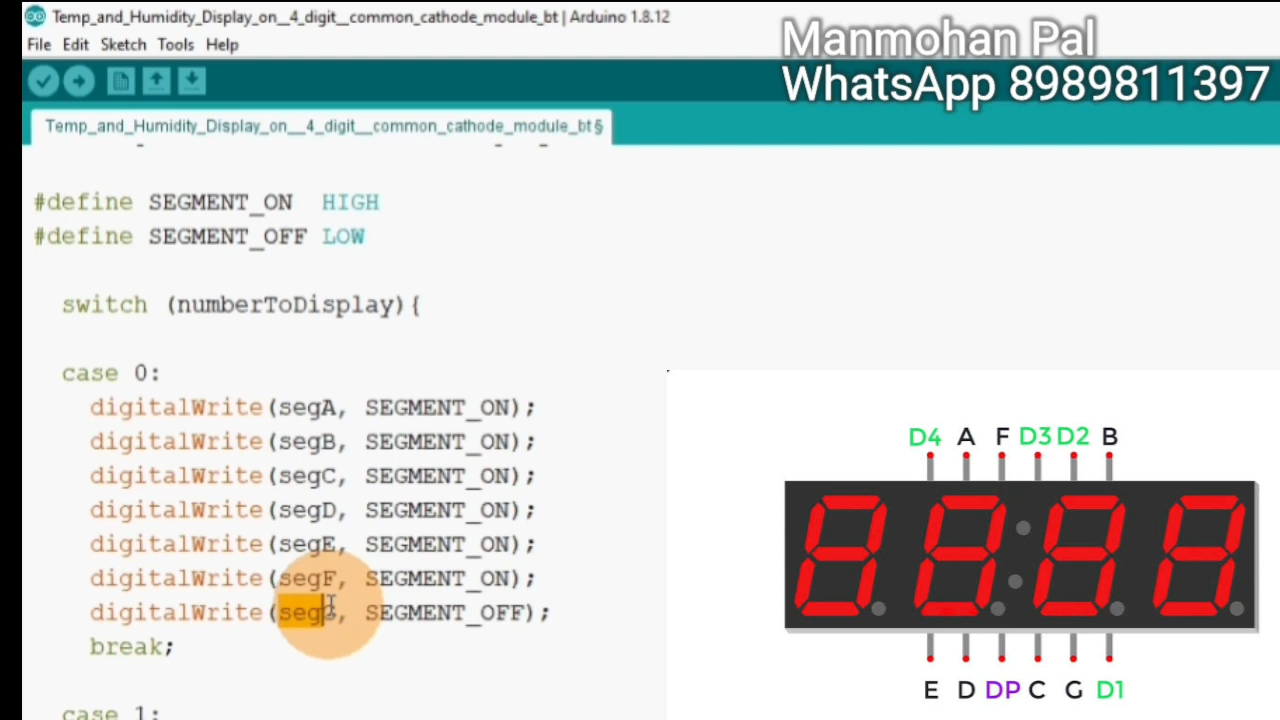 Temp_and_Humidity_Display_on__4_digit__common_cathode_module_bt | Arduino 1.8.12
File Edit Sketch Tools Help
Manmohan Pal
WhatsApp 8989811397
Temp_and_Humidity_Display_on__4_digit__common_cathode_module_bt §
#define SEGMENT_ON HIGH
#define SEGMENT_OFF LOW
switch (numberToDisplay){
case 0:
digitalWrite(segA, SEGMENT_ON);
digitalWrite(segB, SEGMENT_ON);
digitalWrite(segC, SEGMENT_ON);
digitalWrite(segD, SEGMENT_ON);
digitalWrite(segE, SEGMENT_ON);
digitalWrite(segF, SEGMENT_ON);
digitalWrite(segG, SEGMENT_OFF);
break;
case 1:
D4 A F D3 D2 B
E D DP C G D1